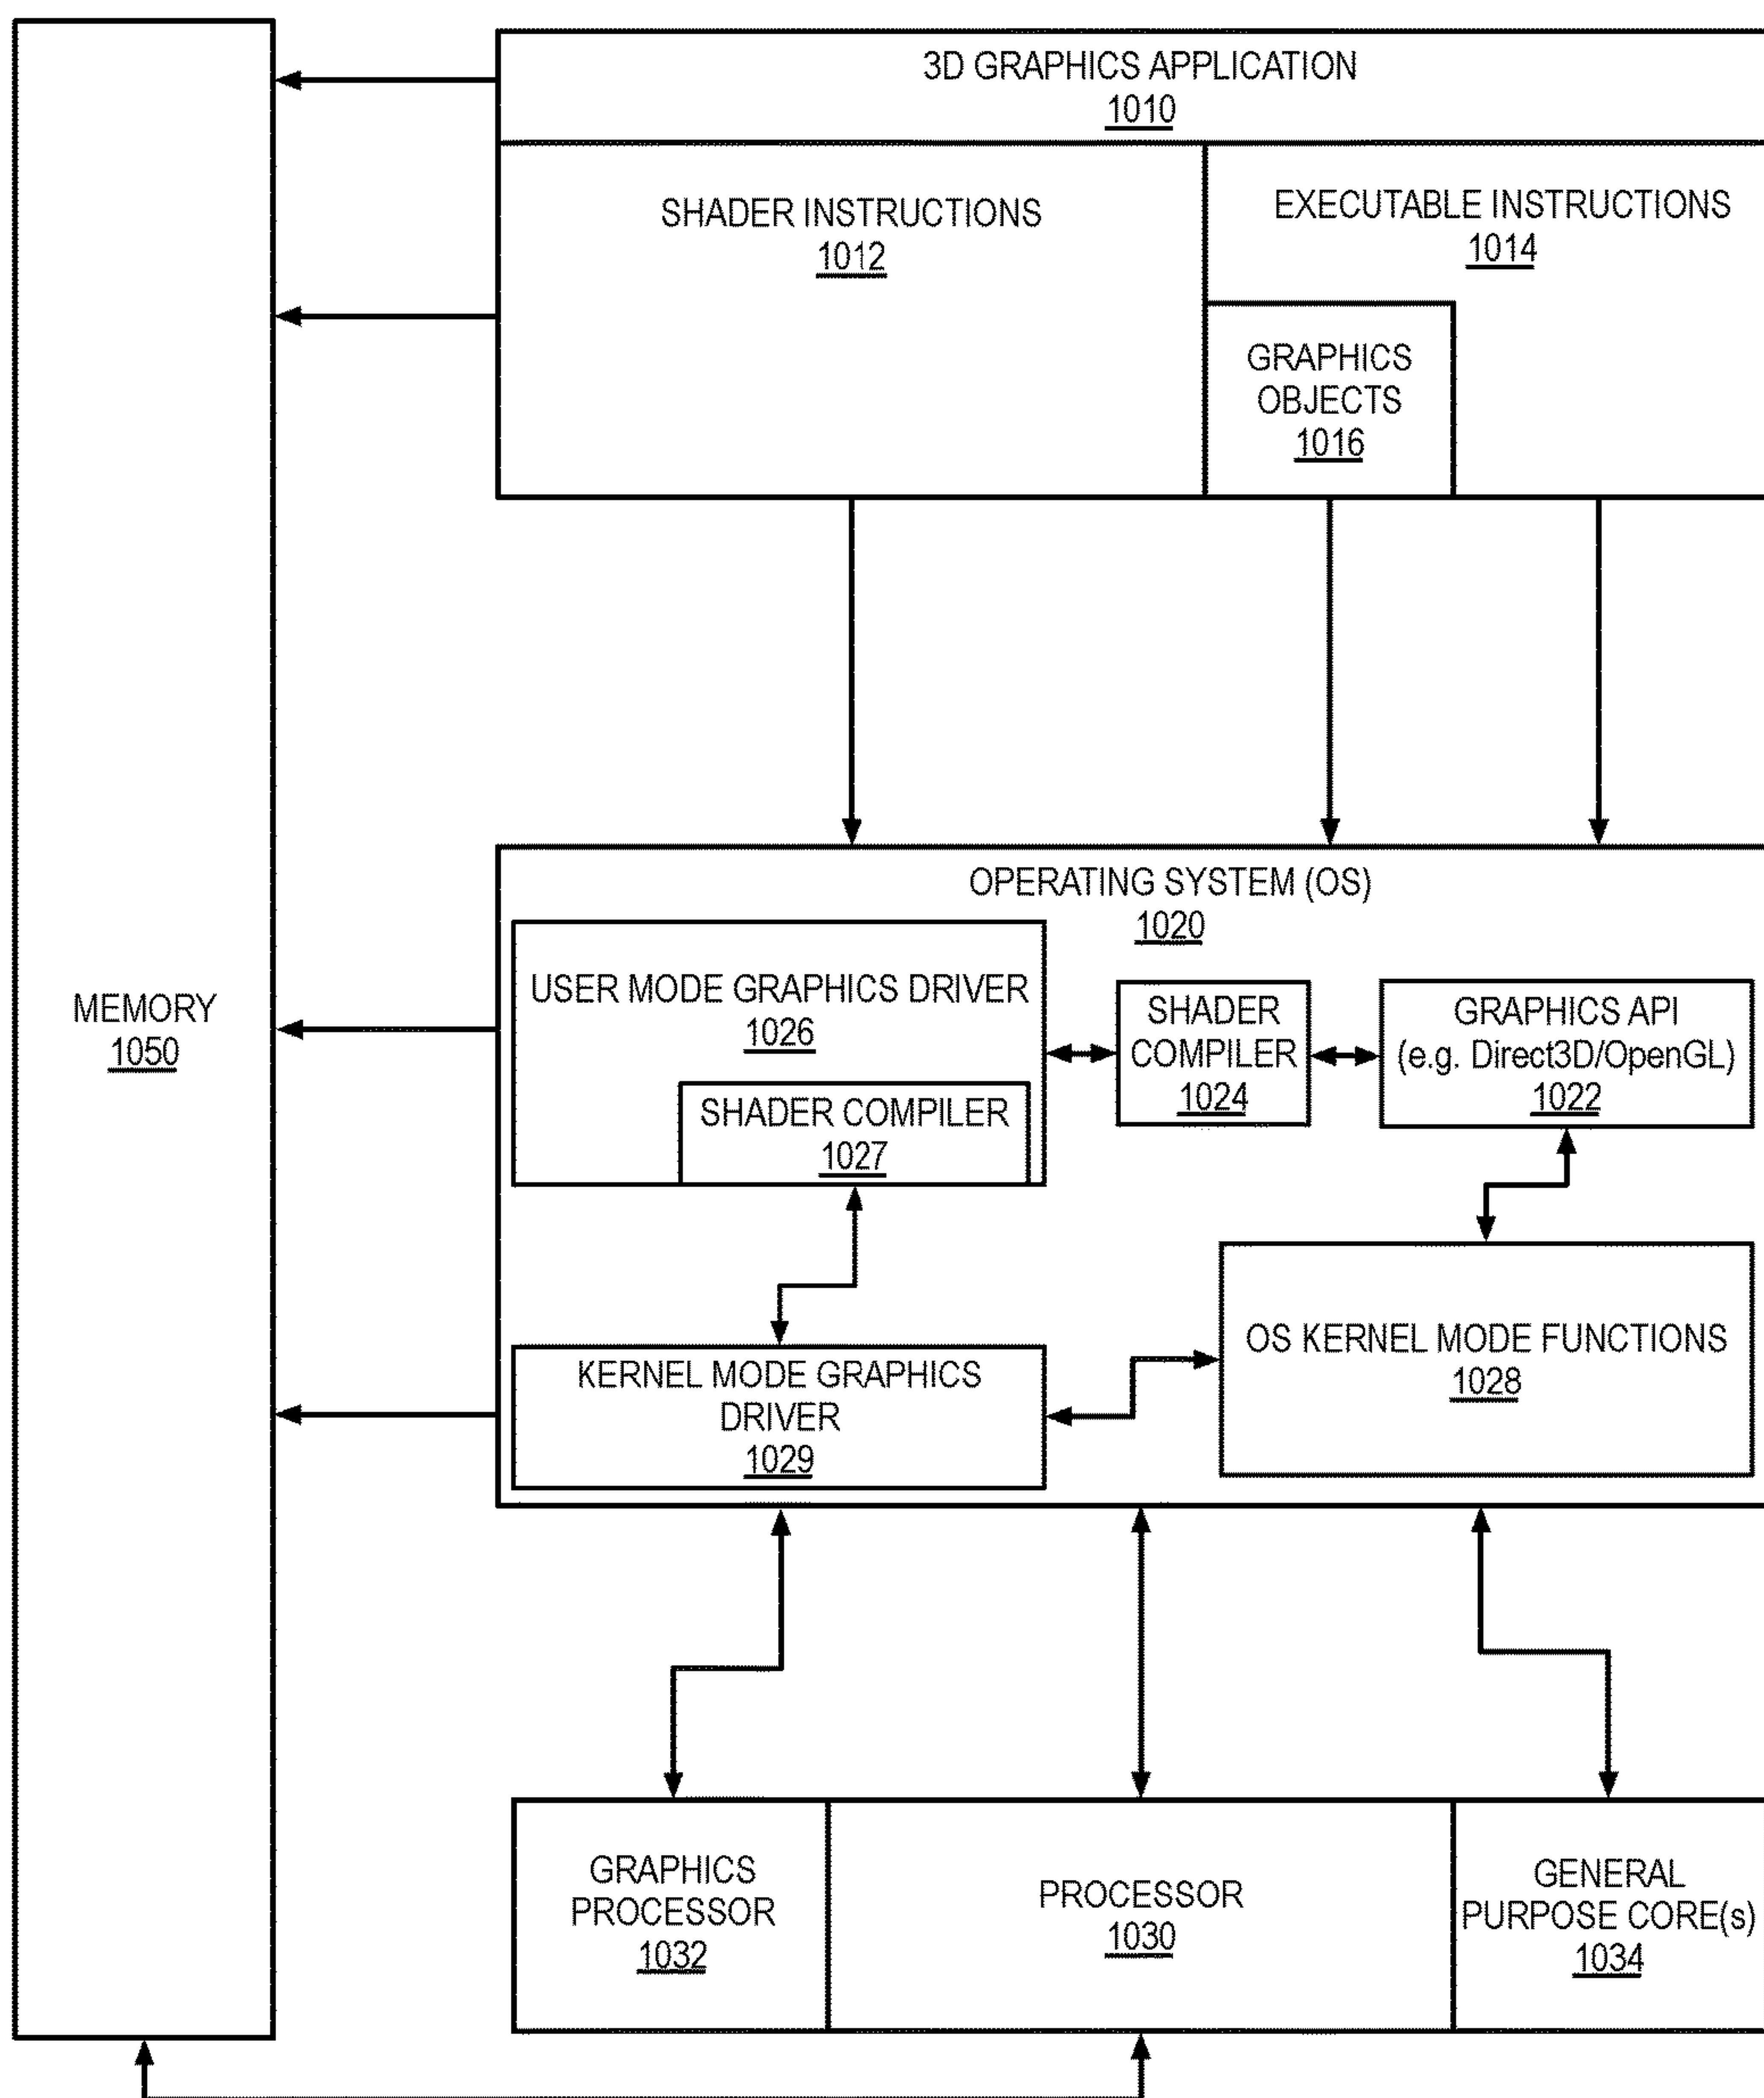 3D GRAPHICS APPLICATION
1010
SHADER INSTRUCTIONS
1012
EXECUTABLE INSTRUCTIONS
1014
GRAPHICS
OBJECTS
1016
MEMORY
1050
OPERATING SYSTEM (OS)
1020
USER MODE GRAPHICS DRIVER
1026
SHADER COMPILER
1027
SHADER
COMPILER
1024
GRAPHICS API
(e.g. Direct3D/OpenGL)
1022
KERNEL MODE GRAPHICS
DRIVER
1029
OS KERNEL MODE FUNCTIONS
1028
GRAPHICS
PROCESSOR
1032
PROCESSOR
1030
GENERAL
PURPOSE CORE(s)
1034